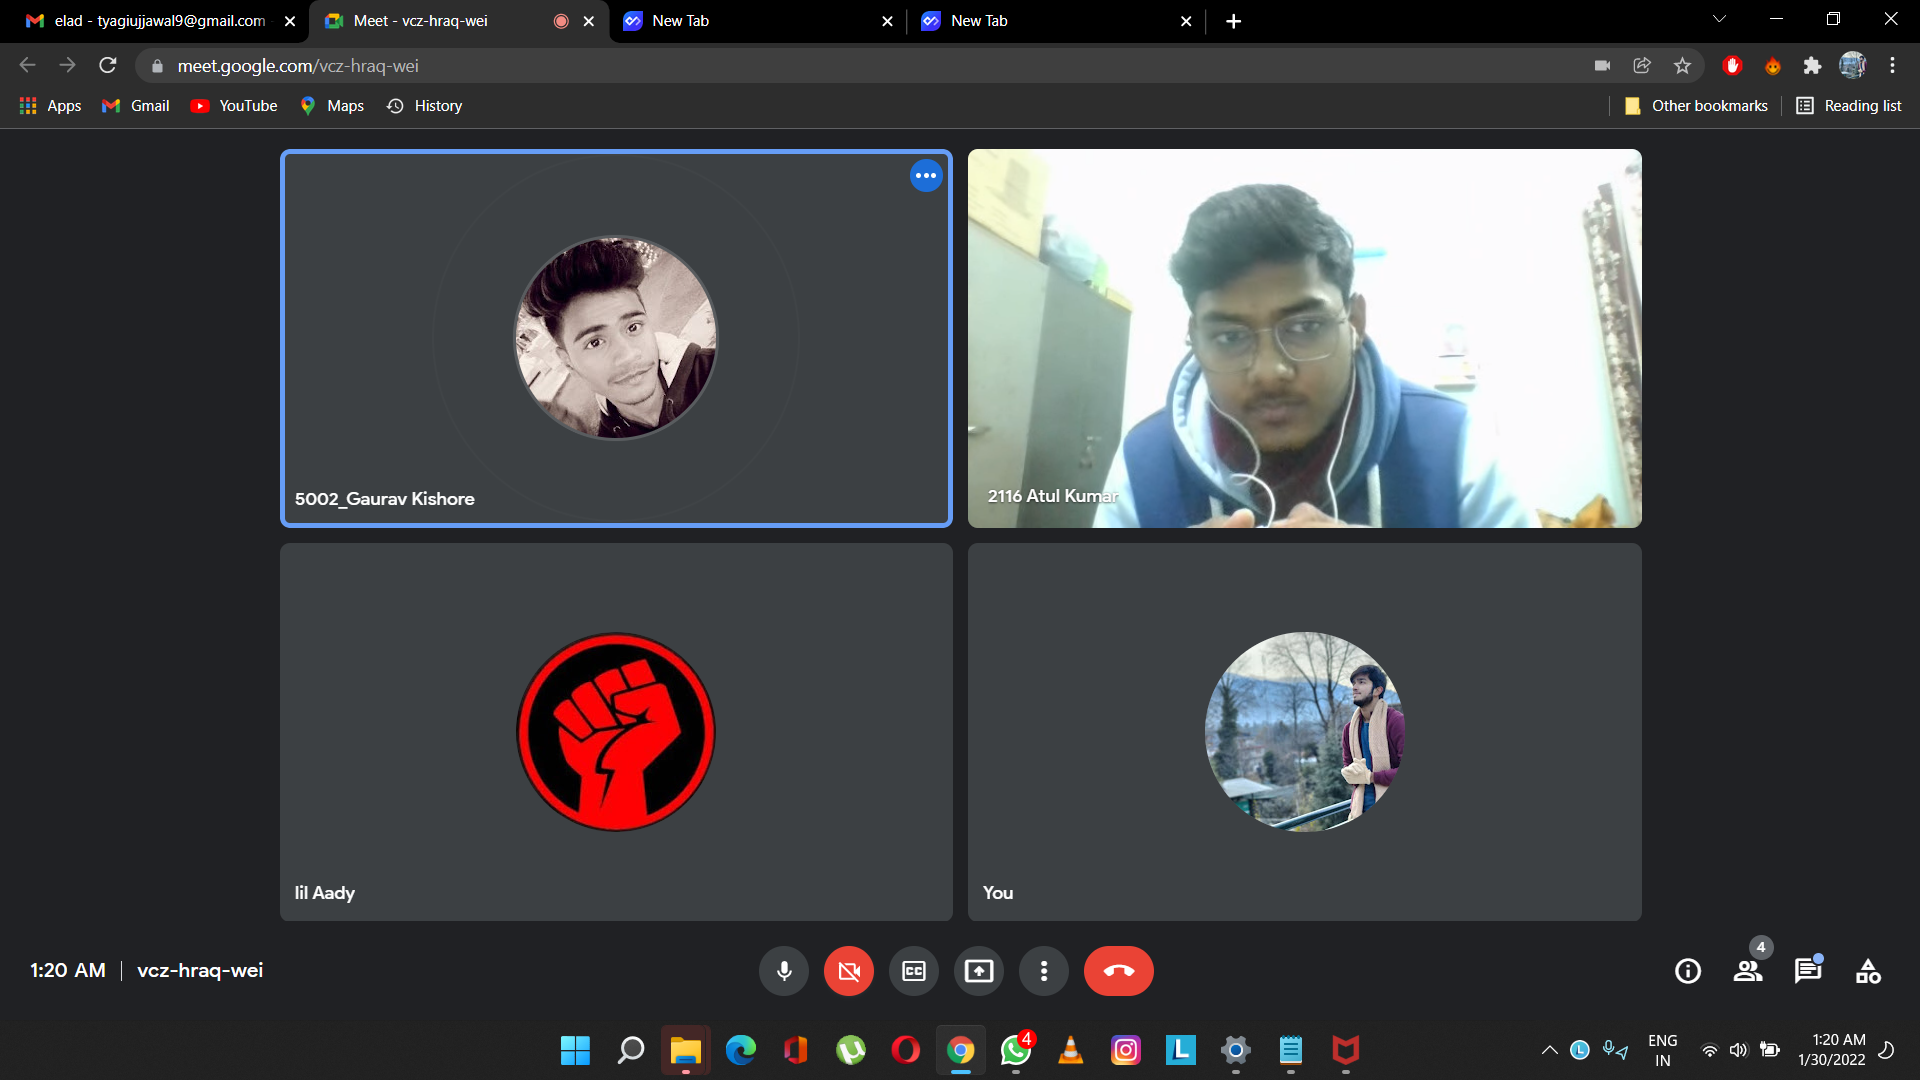 elad - tyagiujjawal9@gmail.com
Meet - vcz-hraq-wei
New Tab
New Tab
meet.google.com/vcz-hraq-wei
Apps
Gmail
YouTube
Maps
History
Other bookmarks
Reading list
5002_Gaurav Kishore
2116 Atul Kumar
lil Aady
You
1:20 AM | vcz-hraq-wei
CC
4
4
L
ENG
IN
1:20 AM
1/30/2022